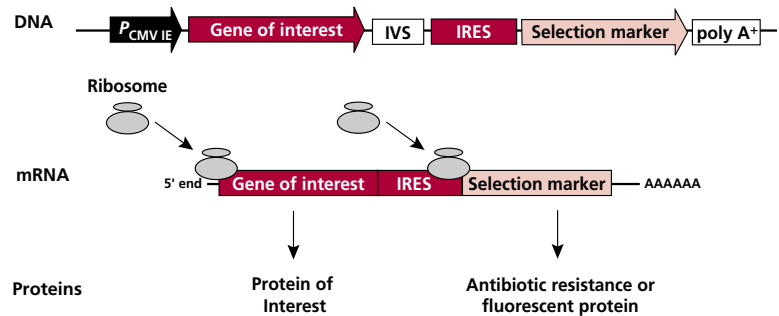 DNA
P CMV IE
Gene of interest
IVS
IRES
Selection marker
poly A+
Ribosome
mRNA
5' end
Gene of interest
IRES
Selection marker
AAAAAA
Proteins
Protein of
Interest
Antibiotic resistance or
fluorescent protein